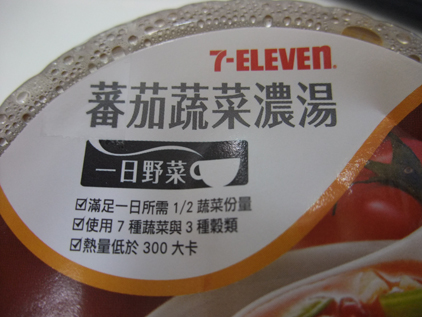 7-ELEVEN
蕃茄蔬菜濃湯
一日野菜
☑滿足一日所需 1/2 蔬菜份量
☑使用 7 種蔬菜與 3 種穀類
☑熱量低於 300 大卡